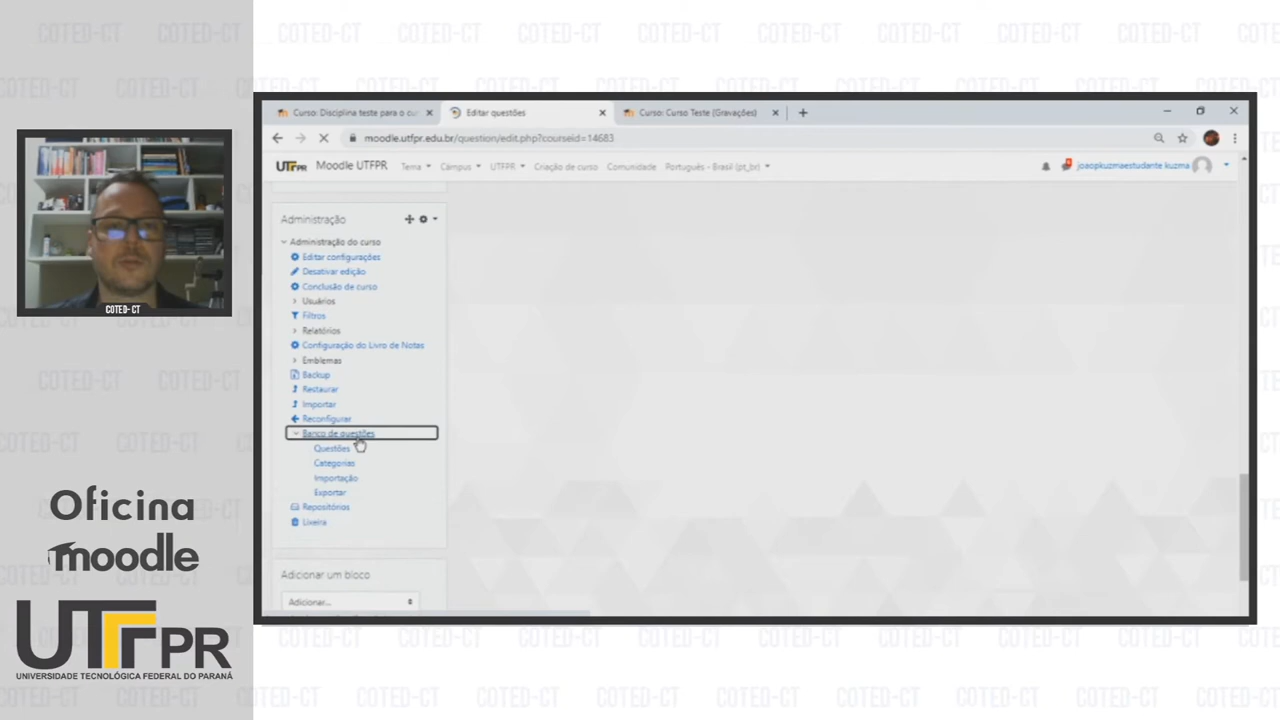 COTED-CT
Oficina
moodle
UTFPR
UNIVERSIDADE TECNOLÓGICA FEDERAL DO PARANÁ
Curso: Disciplina teste para o cu
Editar questões
Curso: Curso Teste (Gravações)
moodle.utfpr.edu.br/question/edit.php?courseid=14683
UTFPR Moodle UTFPR Tema Câmpus UTFPR Criação de curso Comunidade Português - Brasil (pt_br) joaopkuzmaestudante kuzma
Administração
Administração do curso
Editar configurações
Desativar edição
Conclusão de curso
Usuários
Filtros
Relatórios
Configuração do Livro de Notas
Emblemas
Backup
Restaurar
Importar
Reconfigurar
Banco de questões
Questões
Categorias
Importação
Exportar
Repositórios
Lixeira
Adicionar um bloco
Adicionar...